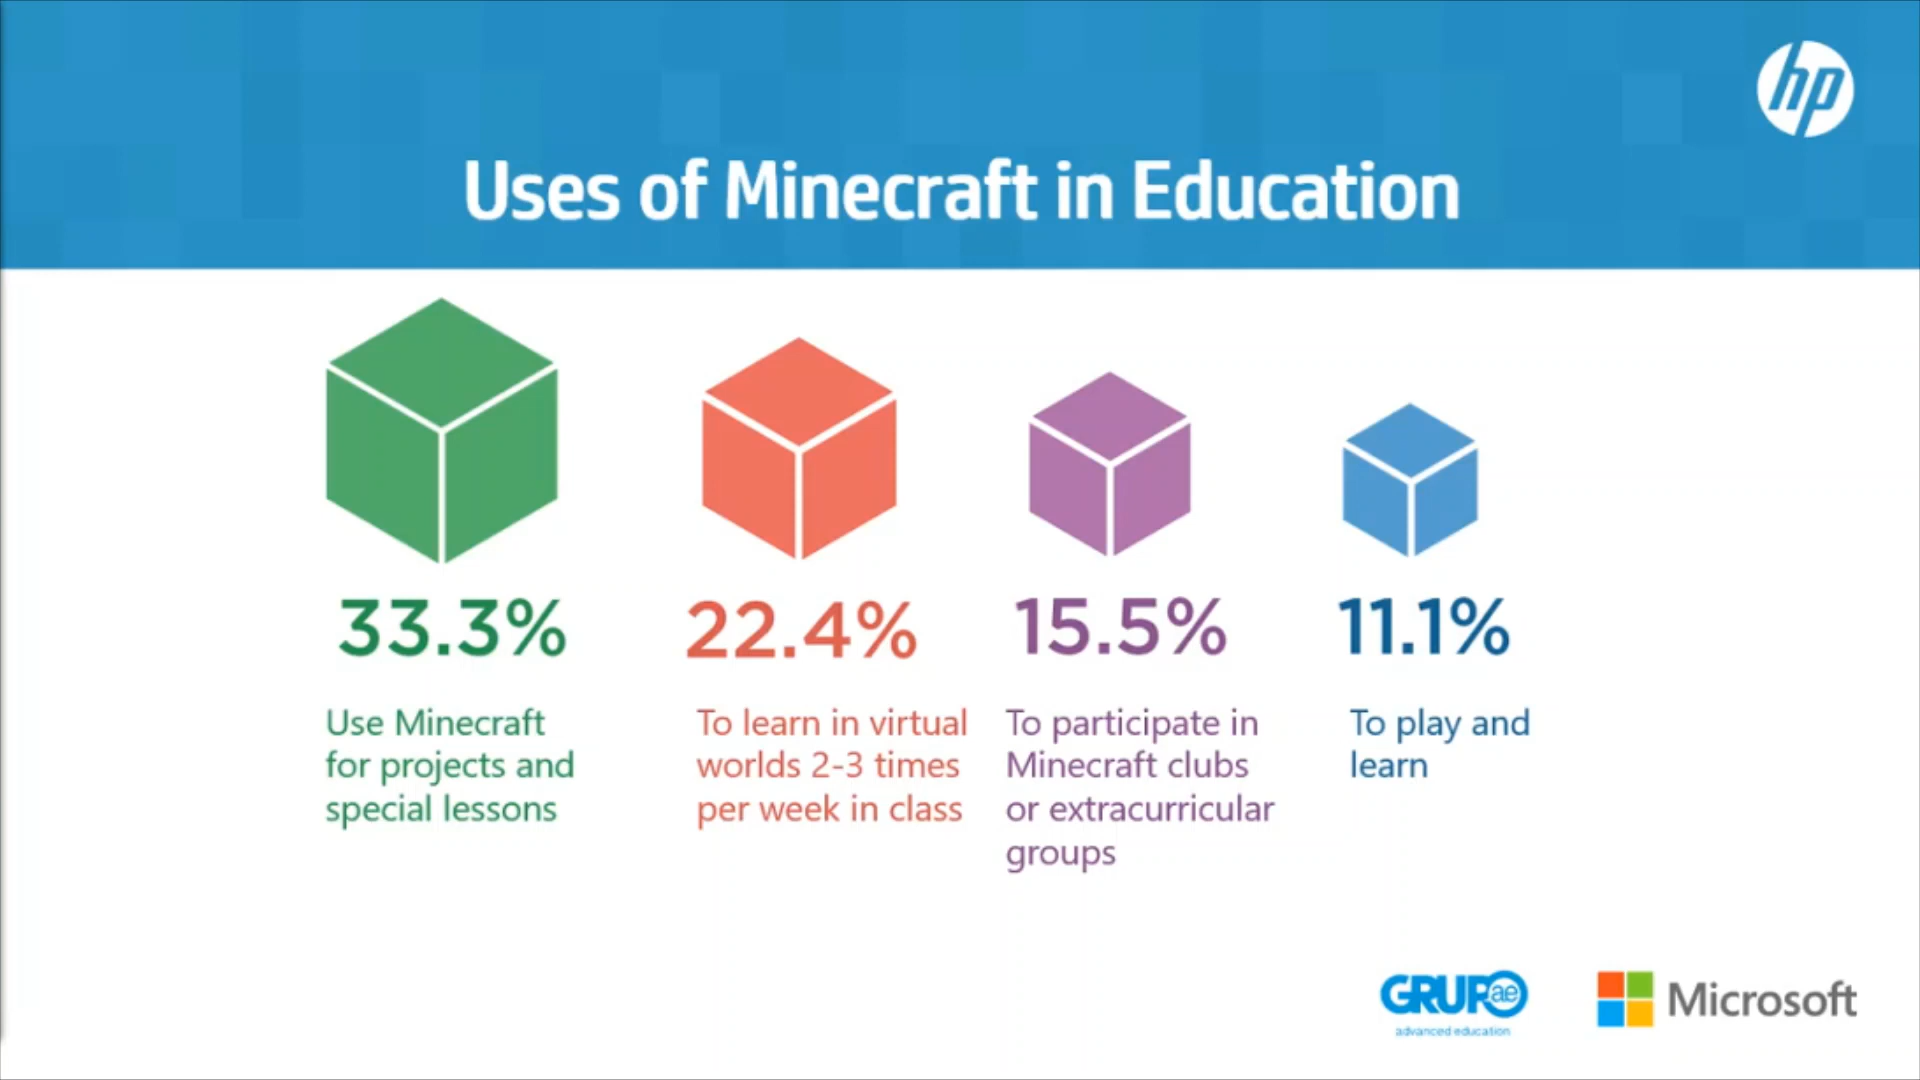 hp
Uses of Minecraft in Education
33.3%
Use Minecraft
for projects and
special lessons
22.4%
To learn in virtual
worlds 2-3 times
per week in class
15.5%
To participate in
Minecraft clubs
or extracurricular
groups
11.1%
To play and
learn
GRUPO ae
advanced education
Microsoft